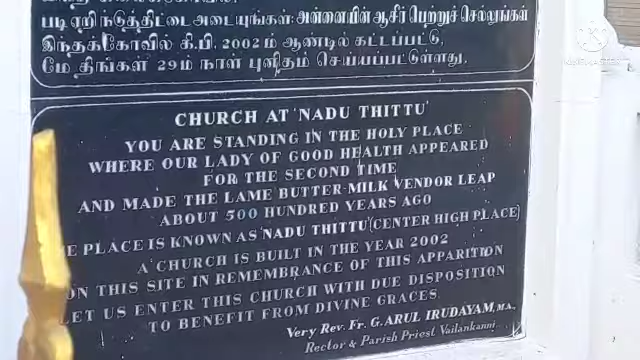 படி ஏறி நடுத்திட்டை அடையுங்கள்: அன்னையின் ஆசீர் பெற்றுச் செல்லுங்கள்
இந்தக்கோவில் கி.பி. 2002ம் ஆண்டில் கட்டப்பட்டு,
மே திங்கள் 29ம் நாள் புனிதம் செய்யப்பட்டுள்ளது.
CHURCH AT 'NADU THITTU'
YOU ARE STANDING IN THE HOLY PLACE
WHERE OUR LADY OF GOOD HEALTH APPEARED
FOR THE SECOND TIME
AND MADE THE LAME BUTTER-MILK VENDOR LEAP
ABOUT 500 HUNDRED YEARS AGO
E PLACE IS KNOWN AS 'NADU THITTU' (CENTER HIGH PLACE)
A CHURCH IS BUILT IN THE YEAR 2002
ON THIS SITE IN REMEMBRANCE OF THIS APPARITION
LET US ENTER THIS CHURCH WITH DUE DISPOSITION
TO BENEFIT FROM DIVINE GRACES.
Very Rev. Fr. G. ARUL IRUDAYAM, M.A.,
Rector & Parish Priest Vailankanni